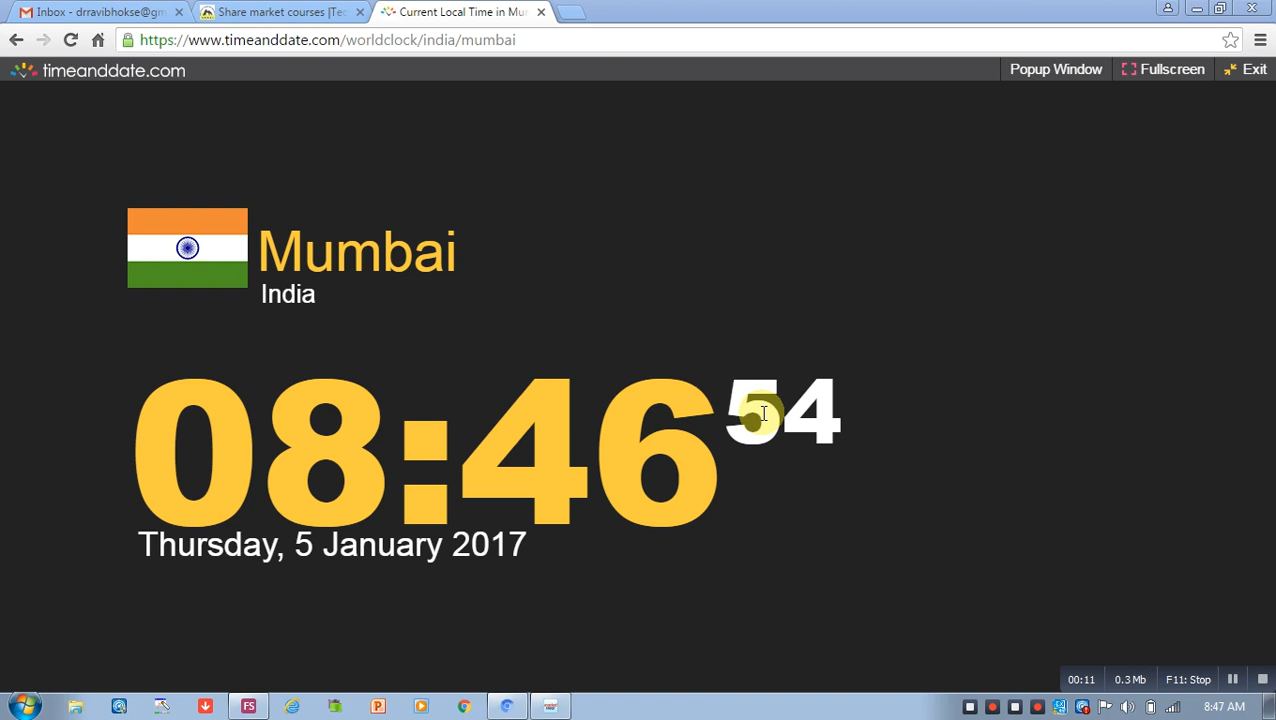 Inbox - drravibhokse@gm
Share market courses |Te
Current Local Time in Mu
https://www.timeanddate.com/worldclock/india/mumbai
timeanddate.com
Popup Window
Fullscreen
Exit
Mumbai
India
08:46 54
Thursday, 5 January 2017
00:11
0.3 Mb
F11: Stop
FS
8:47 AM